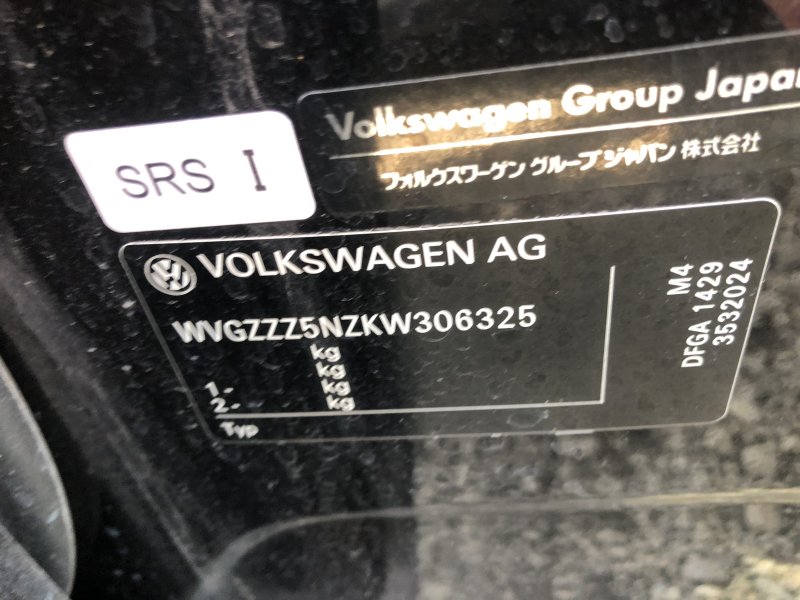 Volkswagen Group Japan
フォルクスワーゲン グループ ジャパン 株式会社
SRS I
VOLKSWAGEN AG
WVGZZZ5NZKW306325
kg
kg
1 - kg
2 - kg
Typ
M4
DFGA 1429
3532024